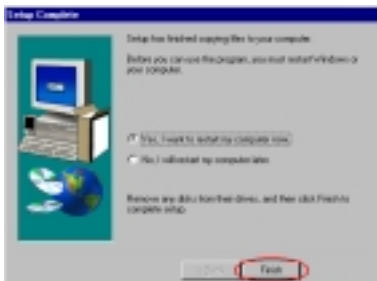 Setup Complete
Setup has finished copying files to your computer.
Before you can use the program, you must restart Windows or
your computer.
Yes, I want to restart my computer now.
No, I will restart my computer later.
Remove any disks from their drives, and then click Finish to
complete setup.
Finish